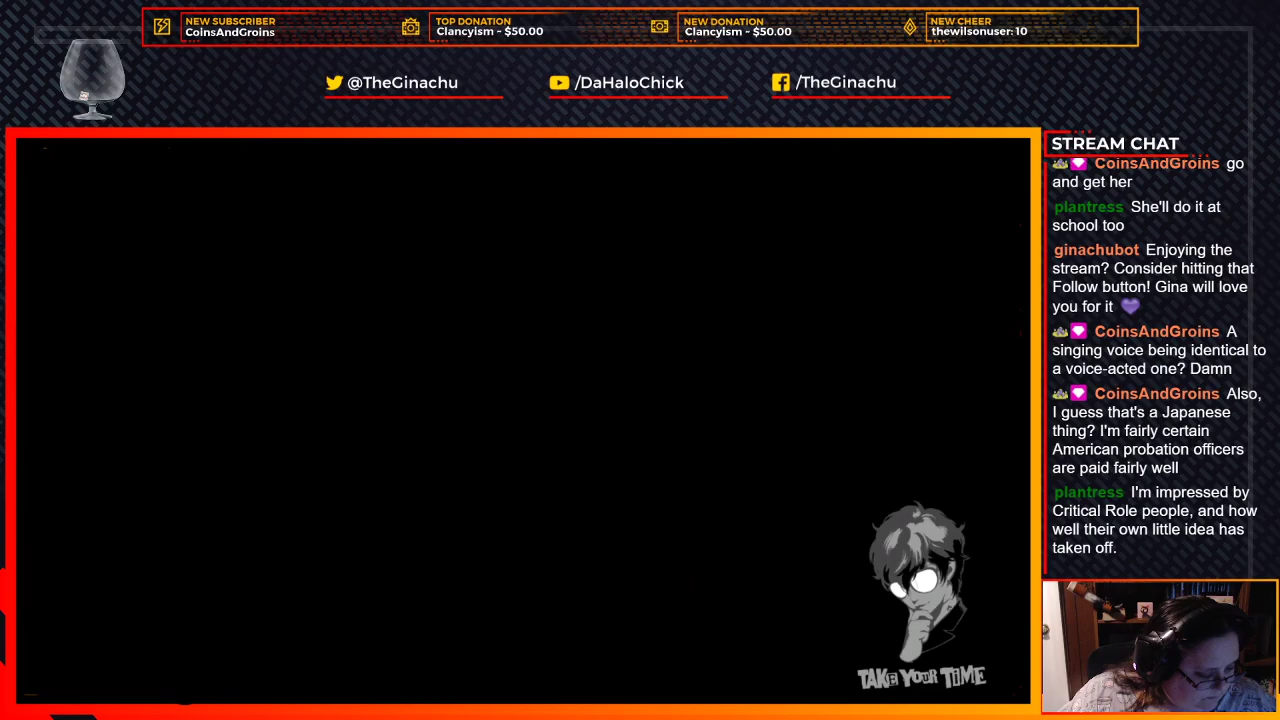 NEW SUBSCRIBER
CoinsAndGroins
TOP DONATION
Clancyism - $50.00
NEW DONATION
Clancyism - $50.00
NEW CHEER
thewilsonuser: 10
@TheGinachu
/DaHaloChick
/TheGinachu
STREAM CHAT
CoinsAndGroins go
and get her
plantress She'll do it at
school too
ginachubot Enjoying the
stream? Consider hitting that
Follow button! Gina will love
you for it
CoinsAndGroins A
singing voice being identical to
a voice-acted one? Damn
CoinsAndGroins Also,
I guess that's a Japanese
thing? I'm fairly certain
American probation officers
are paid fairly well
plantress I'm impressed by
Critical Role people, and how
well their own little idea has
taken off.
TAKE YOUR TIME